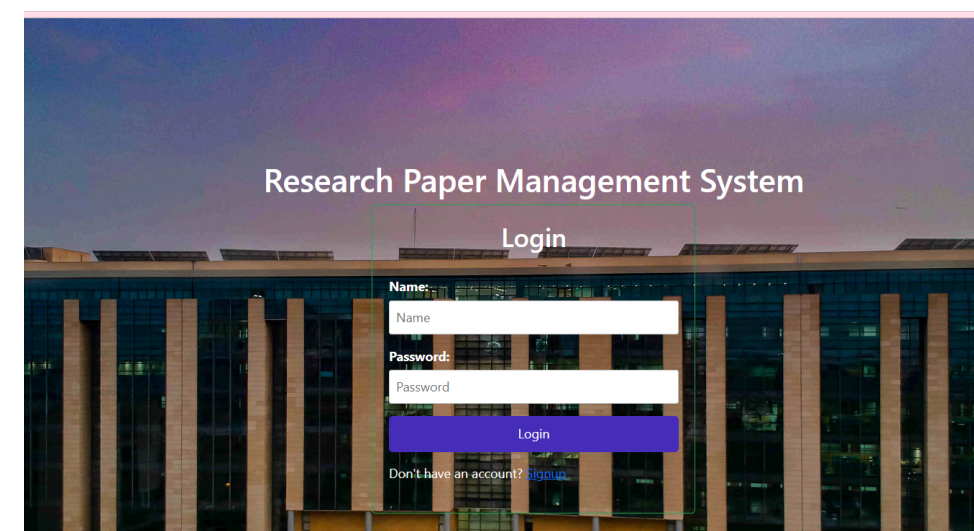 Research Paper Management System
Login
Name:
Name
Password:
Password
Login
Don't have an account? Signup